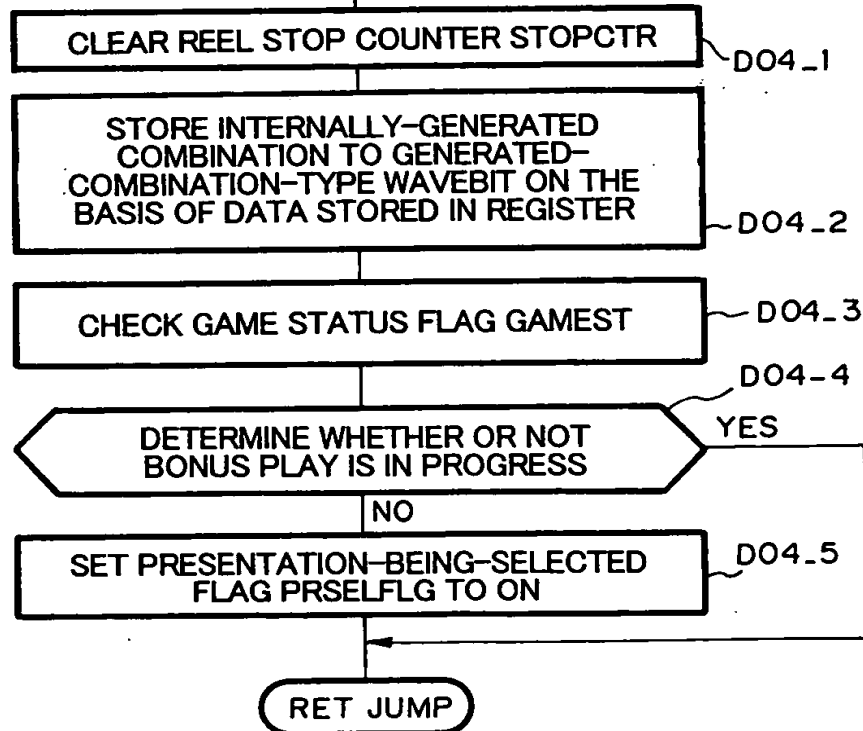 CLEAR REEL STOP COUNTER STOPCTR
D04_1
STORE INTERNALLY-GENERATED
COMBINATION TO GENERATED-
COMBINATION-TYPE WAVEBIT ON THE
BASIS OF DATA STORED IN REGISTER
D04_2
CHECK GAME STATUS FLAG GAMEST
D04_3
D04-4
DETERMINE WHETHER OR NOT
BONUS PLAY IS IN PROGRESS
YES
NO
SET PRESENTATION-BEING-SELECTED
FLAG PRSELFLG TO ON
D04_5
RET JUMP